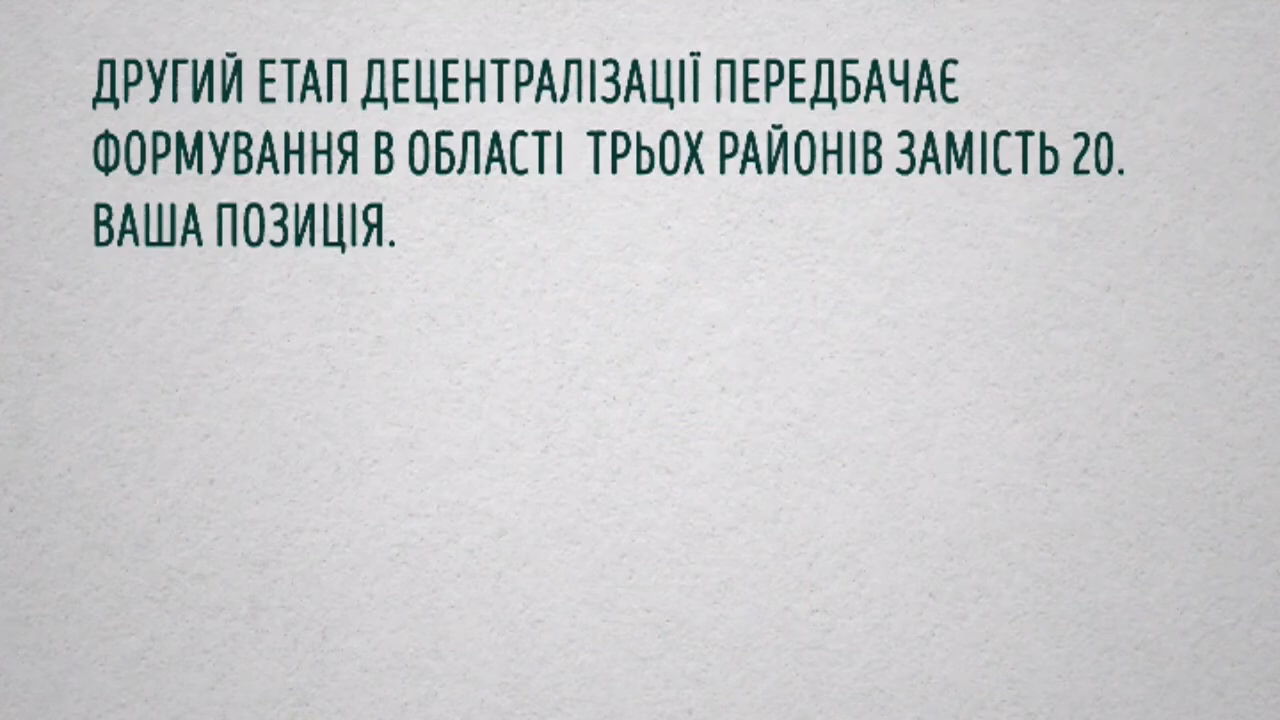 ДРУГИЙ ЕТАП ДЕЦЕНТРАЛІЗАЦІЇ ПЕРЕДБАЧАЄ
ФОРМУВАННЯ В ОБЛАСТІ ТРЬОХ РАЙОНІВ ЗАМІСТЬ 20.
ВАША ПОЗИЦІЯ.